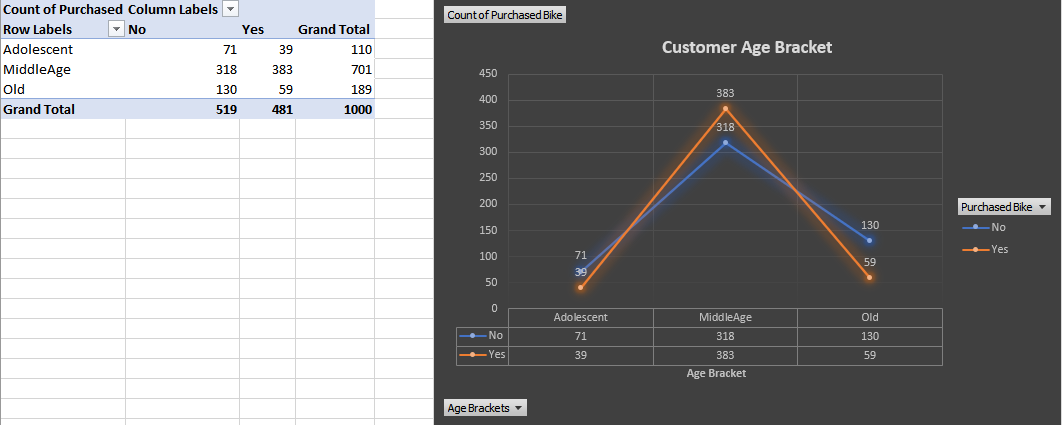 Count of Purchased Column Labels
Row Labels No Yes Grand Total
Adolescent 71 39 110
MiddleAge 318 383 701
Old 130 59 189
Grand Total 519 481 1000
Count of Purchased Bike
Customer Age Bracket
450
400
350
300
250
200
150
100
50
0
383
318
130
71
59
39
Adolescent MiddleAge Old
No 71 318 130
Yes 39 383 59
Age Bracket
Purchased Bike
No
Yes
Age Brackets